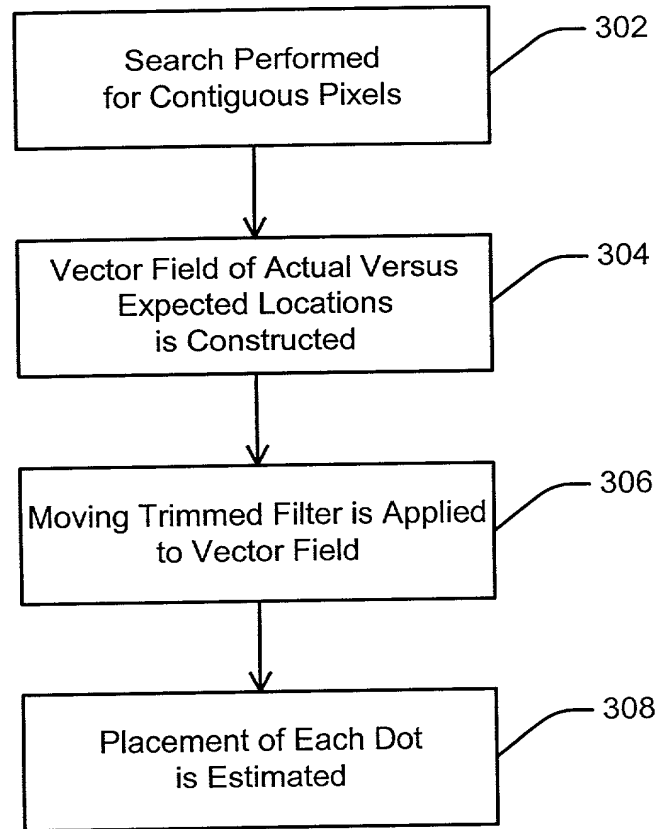 Search Performed
for Contiguous Pixels
302
Vector Field of Actual Versus
Expected Locations
is Constructed
304
Moving Trimmed Filter is Applied
to Vector Field
306
Placement of Each Dot
is Estimated
308